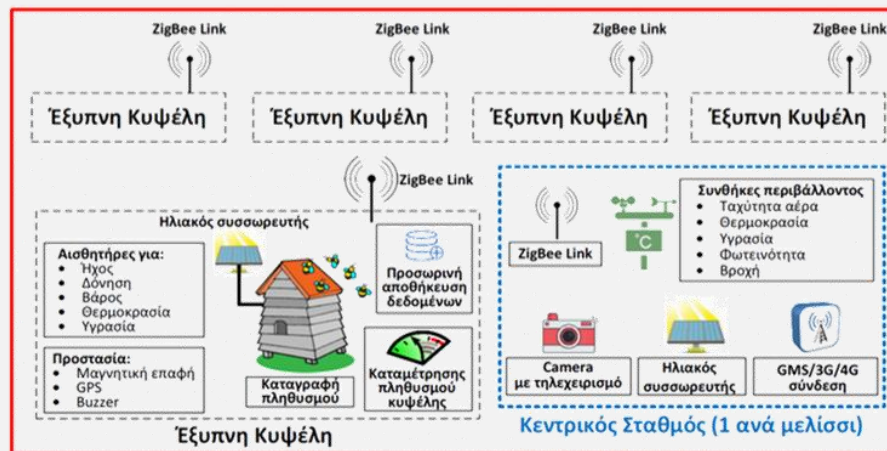 ZigBee Link
ZigBee Link
ZigBee Link
ZigBee Link
Έξυπνη Κυψέλη
Έξυπνη Κυψέλη
Έξυπνη Κυψέλη
Έξυπνη Κυψέλη
ZigBee Link
Ηλιακός συσσωρευτής
Αισθητήρες για:
• Ήχος
• Δόνηση
• Βάρος
• Θερμοκρασία
• Υγρασία
Προστασία:
• Μαγνητική επαφή
• GPS
• Buzzer
Καταγραφή
πληθυσμού
Προσωρινή
αποθήκευση
δεδομένων
Καταμέτρησης
πληθυσμού
κυψέλης
Έξυπνη Κυψέλη
ZigBee Link
°C
Συνθήκες περιβάλλοντος
• Ταχύτητα αέρα
• Θερμοκρασία
• Υγρασία
• Φωτεινότητα
• Βροχή
Camera
με τηλεχειρισμό
Ηλιακός
συσσωρευτής
GMS/3G/4G
σύνδεση
Κεντρικός Σταθμός (1 ανά μελίσσι)